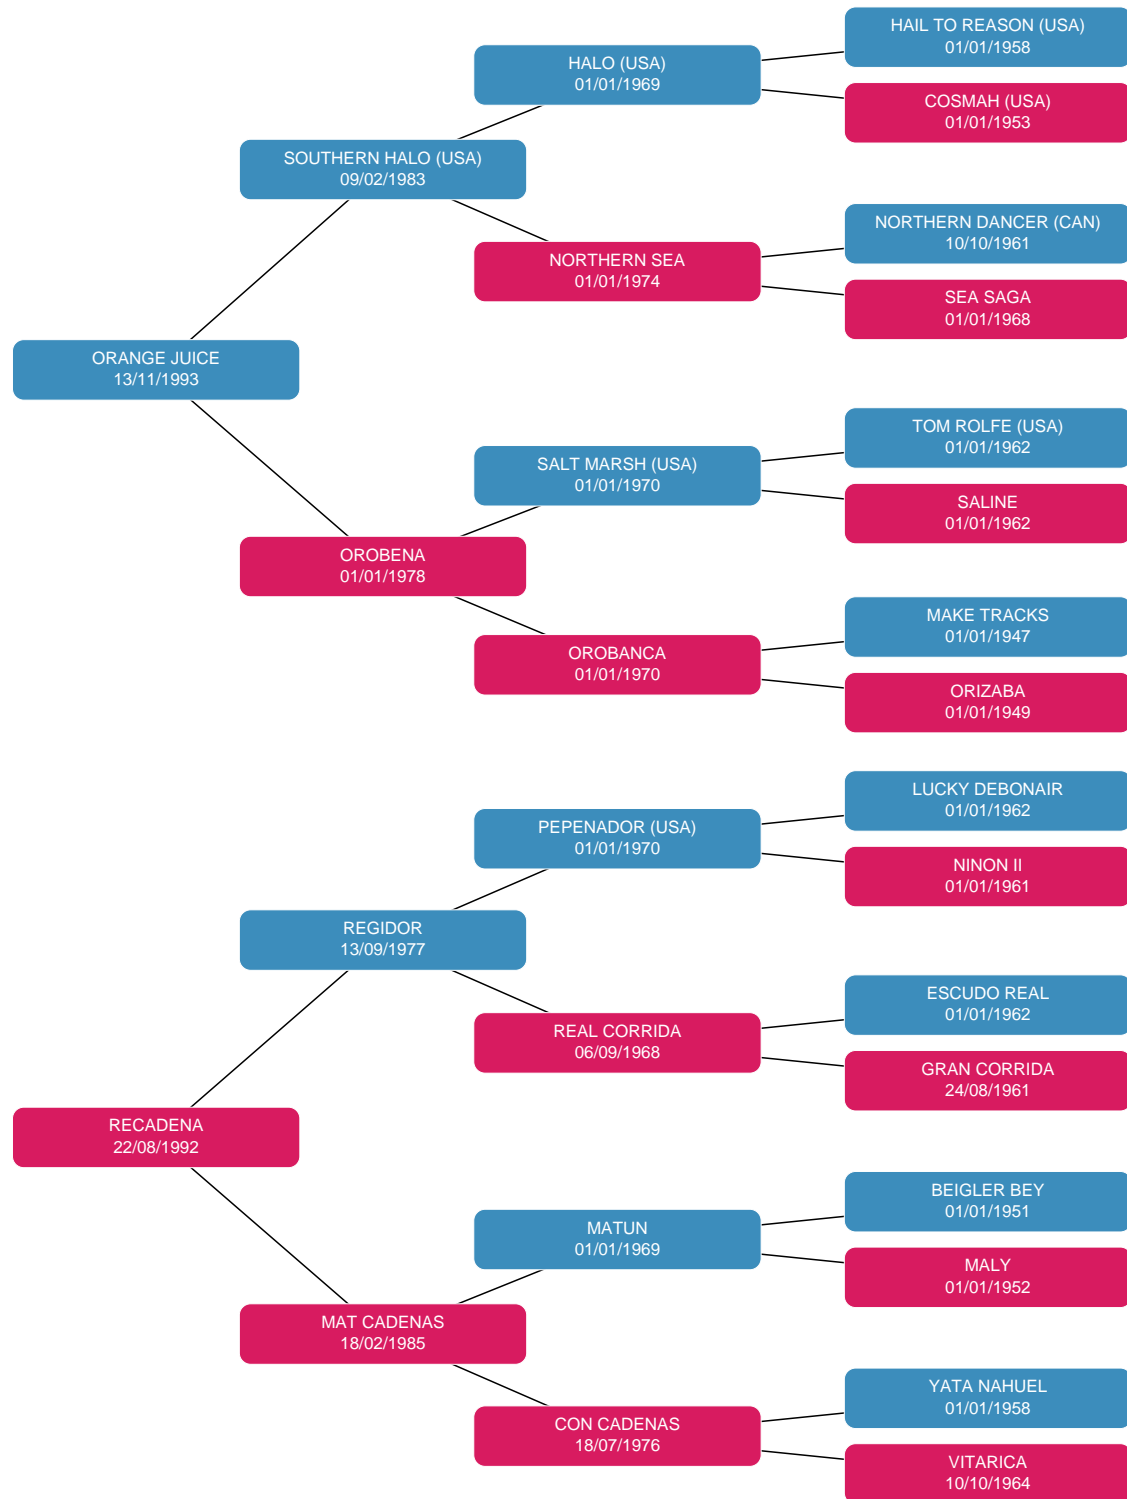 HAIL TO REASON (USA)
01/01/1958
HALO (USA)
01/01/1969
COSMAH (USA)
01/01/1953
SOUTHERN HALO (USA)
09/02/1983
NORTHERN DANCER (CAN)
10/10/1961
NORTHERN SEA
01/01/1974
SEA SAGA
01/01/1968
ORANGE JUICE
13/11/1993
TOM ROLFE (USA)
01/01/1962
SALT MARSH (USA)
01/01/1970
SALINE
01/01/1962
OROBENA
01/01/1978
MAKE TRACKS
01/01/1947
OROBANCA
01/01/1970
ORIZABA
01/01/1949
LUCKY DEBONAIR
01/01/1962
PEPENADOR (USA)
01/01/1970
NINON II
01/01/1961
REGIDOR
13/09/1977
ESCUDO REAL
01/01/1962
REAL CORRIDA
06/09/1968
GRAN CORRIDA
24/08/1961
RECADENA
22/08/1992
BEIGLER BEY
01/01/1951
MATUN
01/01/1969
MALY
01/01/1952
MAT CADENAS
18/02/1985
YATA NAHUEL
01/01/1958
CON CADENAS
18/07/1976
VITARICA
10/10/1964